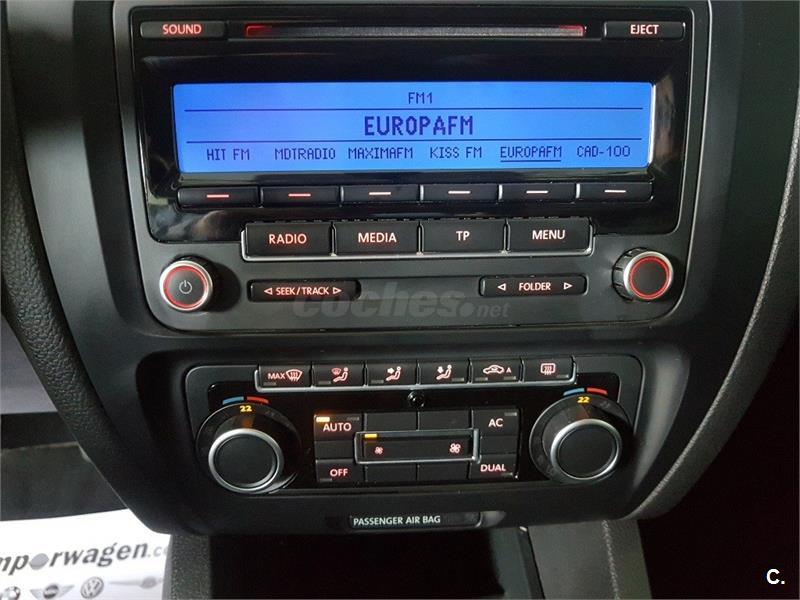 SOUND EJECT
FM1
EUROPAFM
HIT FM MDTRADIO MAXIMAFM KISS FM EUROPAFM CAD-100
RADIO MEDIA TP MENU
SEEK/TRACK FOLDER
coches.net
MAX A
22 22
AUTO AC
OFF DUAL
PASSENGER AIR BAG
mporwagen.c
C.